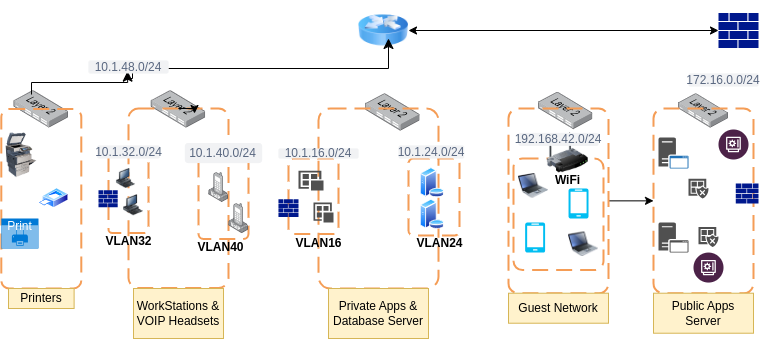 10.1.48.0/24
172.16.0.0/24
Layer 2
Layer 2
Layer 2
Layer 2
Layer 2
10.1.32.0/24
10.1.40.0/24
10.1.16.0/24
10.1.24.0/24
192.168.42.0/24
WiFi
Print
VLAN32
VLAN40
VLAN16
VLAN24
Printers
WorkStations &
VOIP Headsets
Private Apps &
Database Server
Guest Network
Public Apps
Server